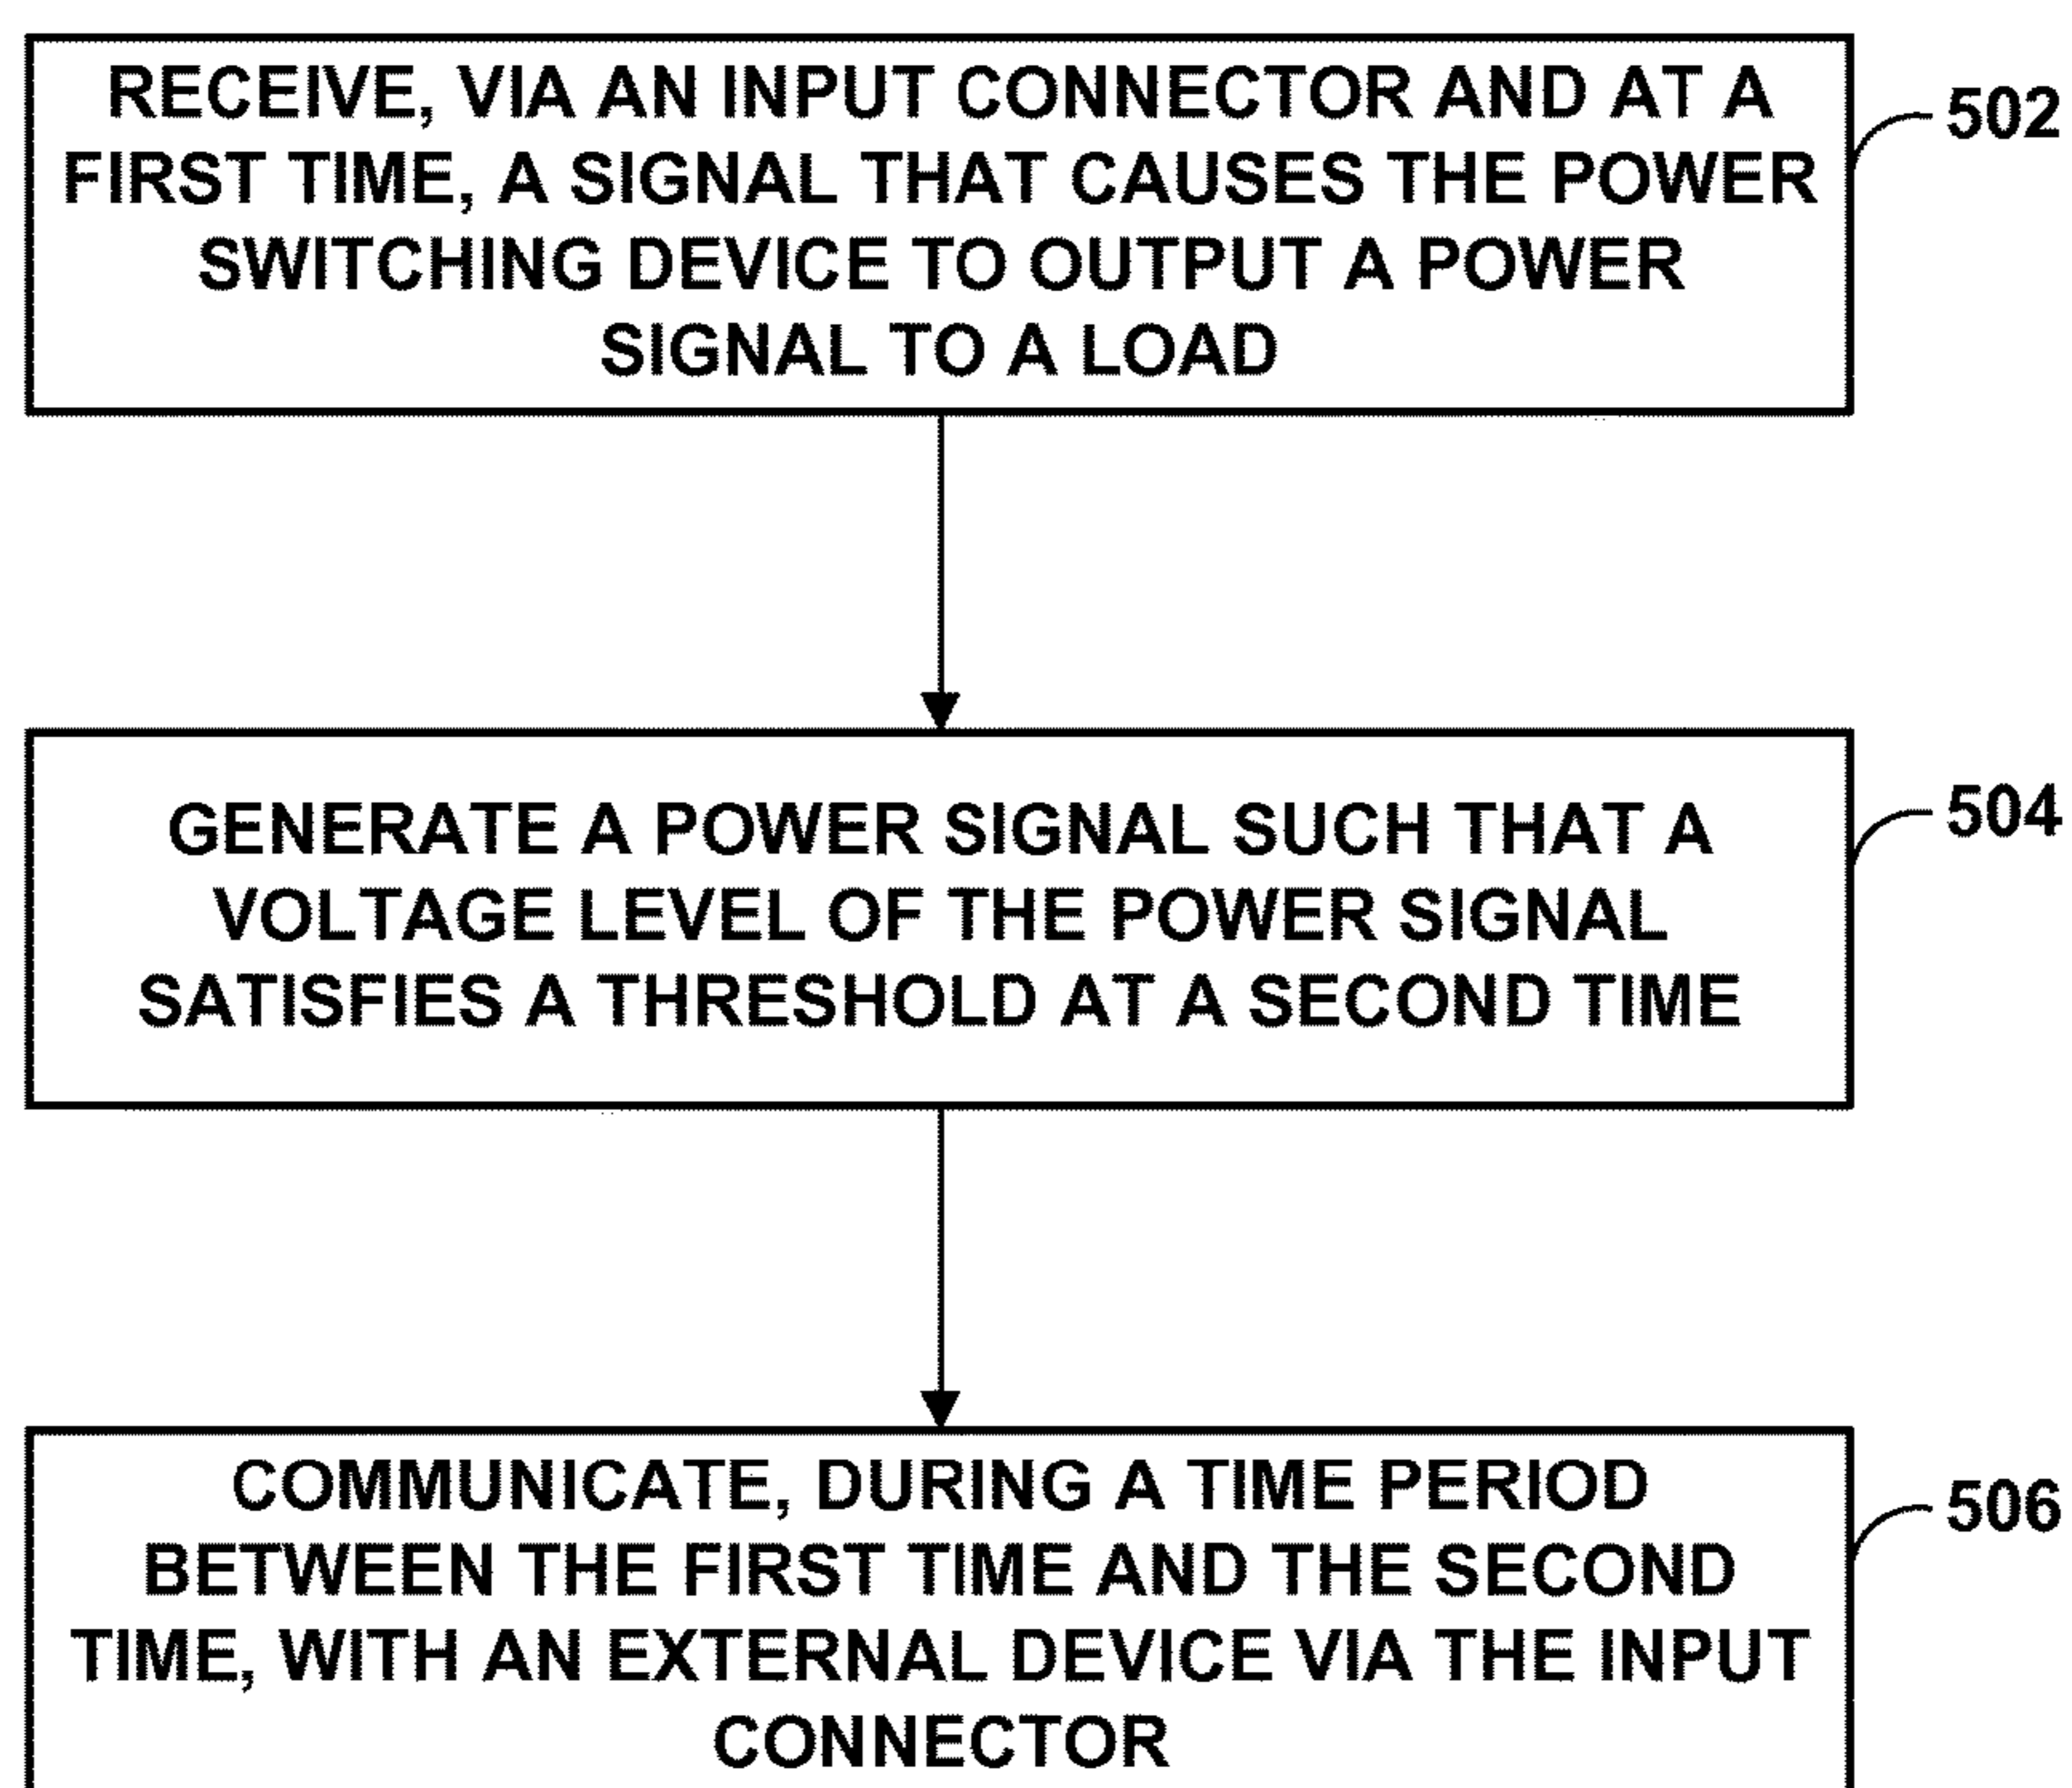 RECEIVE, VIA AN INPUT CONNECTOR AND AT A
FIRST TIME, A SIGNAL THAT CAUSES THE POWER
SWITCHING DEVICE TO OUTPUT A POWER
SIGNAL TO A LOAD
502
GENERATE A POWER SIGNAL SUCH THAT A
VOLTAGE LEVEL OF THE POWER SIGNAL
SATISFIES A THRESHOLD AT A SECOND TIME
504
COMMUNICATE, DURING A TIME PERIOD
BETWEEN THE FIRST TIME AND THE SECOND
TIME, WITH AN EXTERNAL DEVICE VIA THE INPUT
CONNECTOR
506